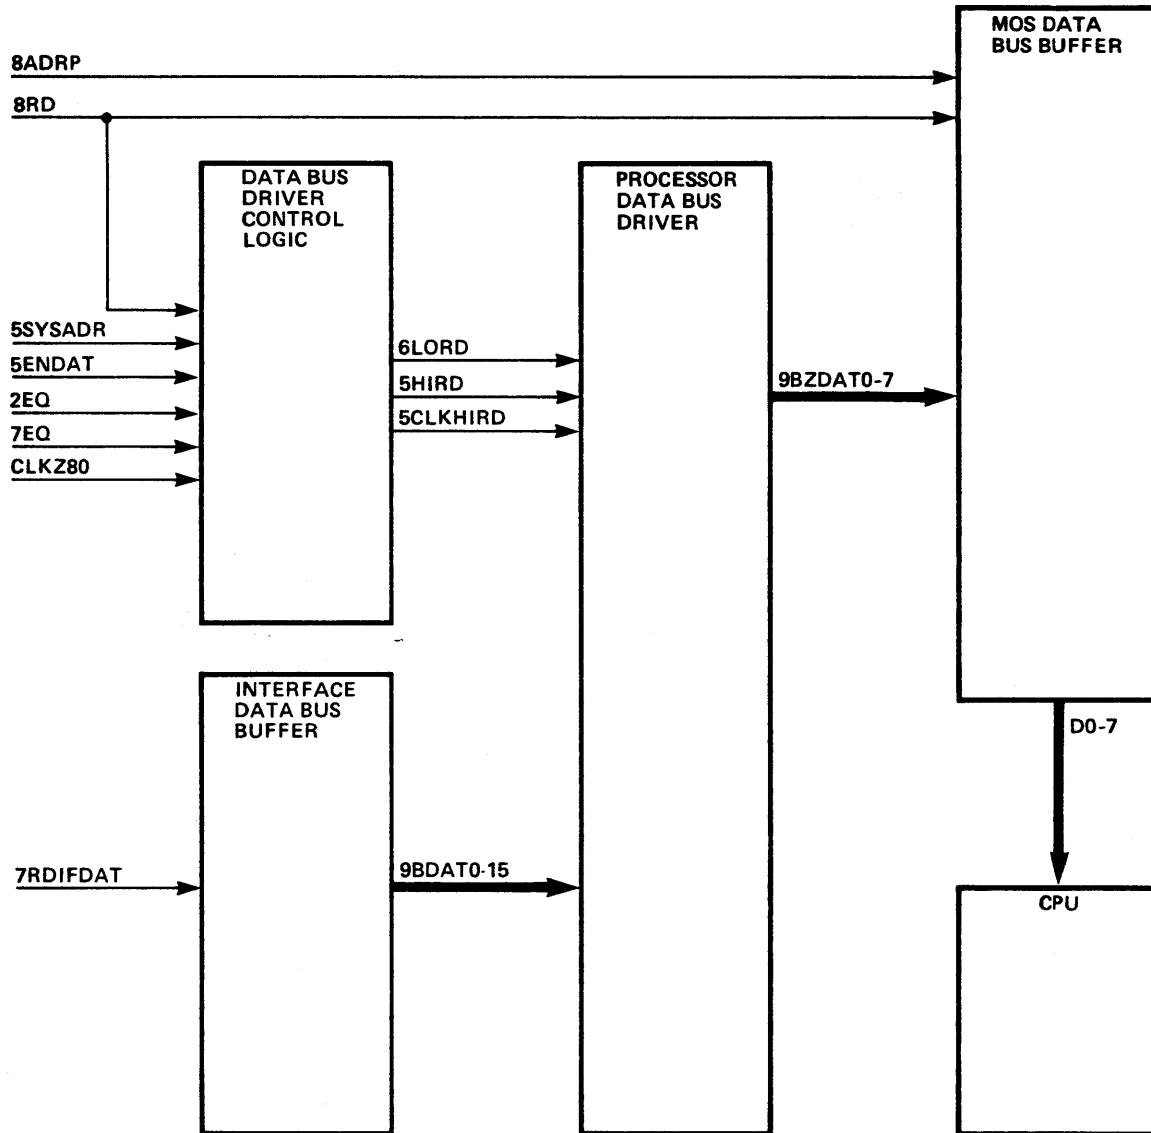 MOS DATA
BUS BUFFER
8ADRP
8RD
DATA BUS
DRIVER
CONTROL
LOGIC
PROCESSOR
DATA BUS
DRIVER
5SYSADR
5ENDAT
2EQ
7EQ
CLKZ80
6LORD
5HIRD
5CLKHIRD
9BZDAT0-7
INTERFACE
DATA BUS
BUFFER
D0-7
7RDIFDAT
9BDAT0-15
CPU